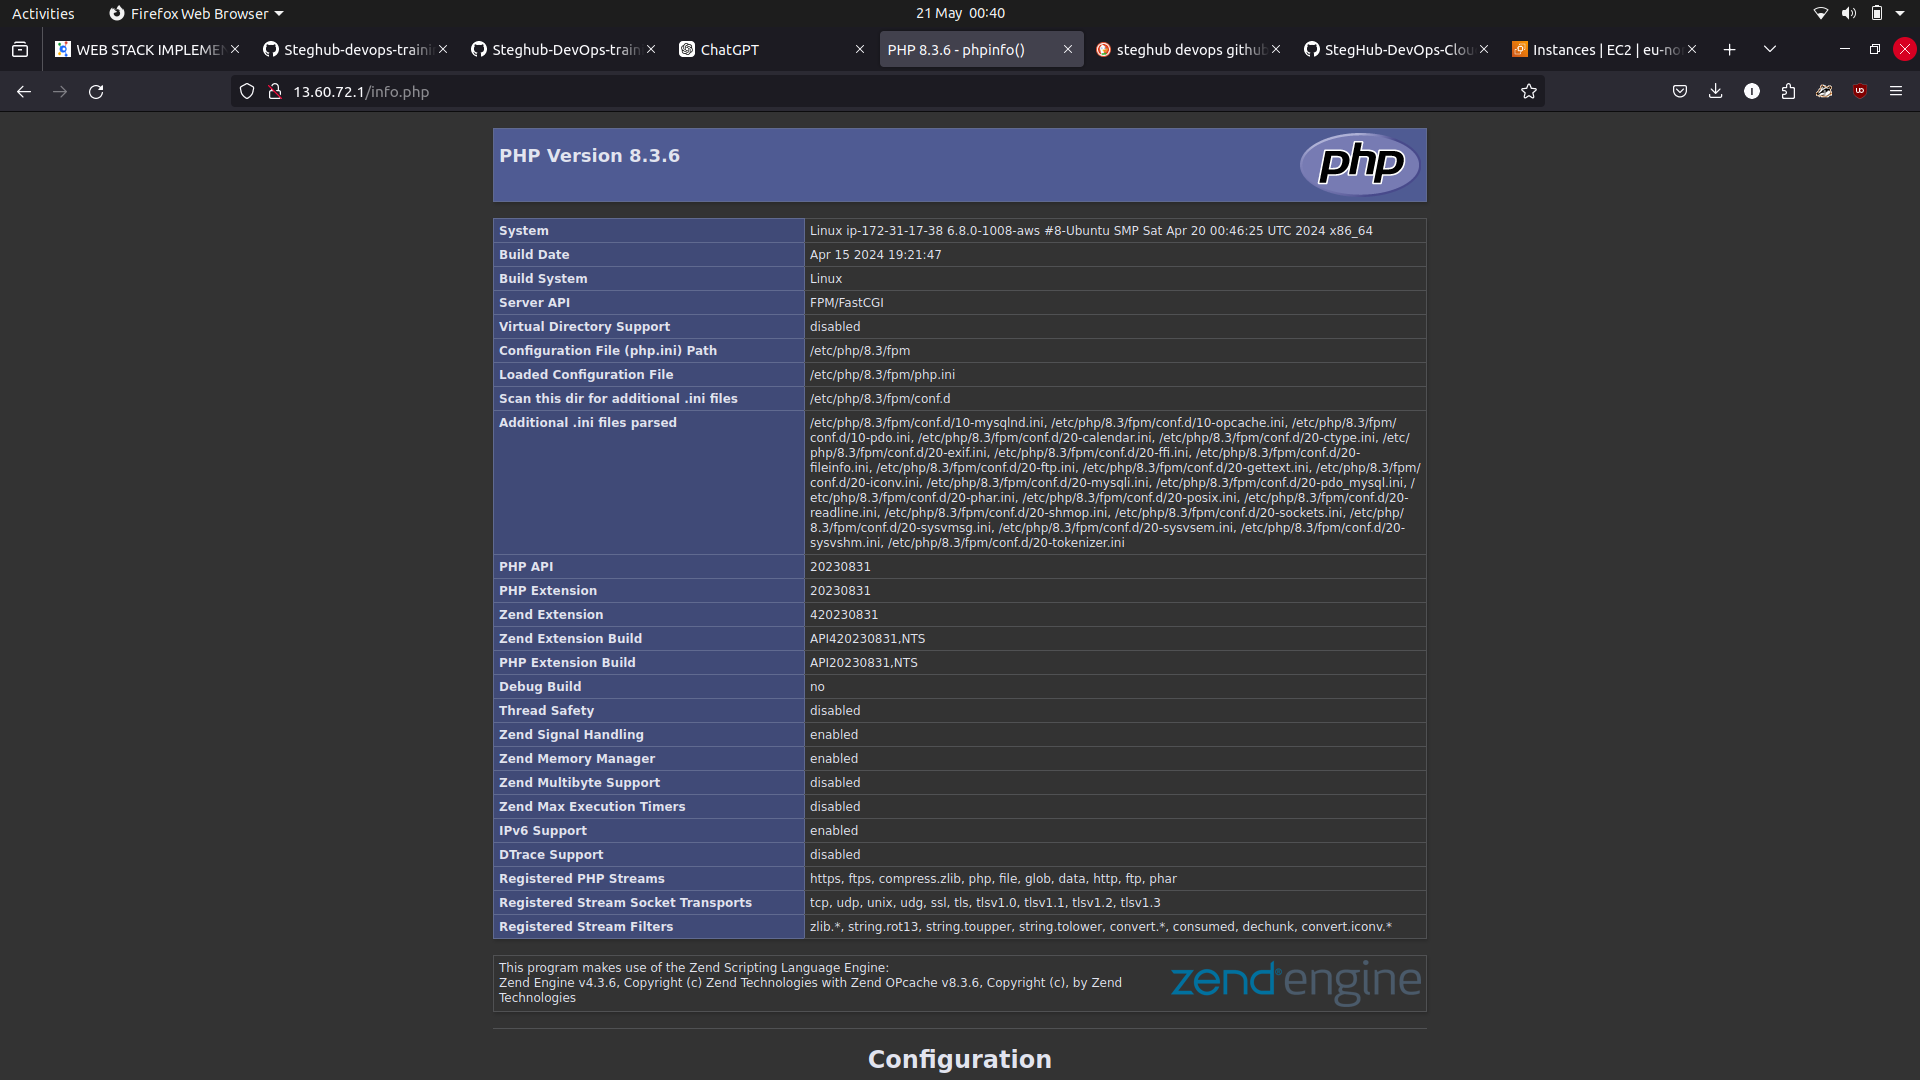 Activities
Firefox Web Browser
21 May 00:40
WEB STACK IMPLEMEN
Steghub-devops-traini
Steghub-DevOps-train
ChatGPT
PHP 8.3.6 - phpinfo()
steghub devops github
StegHub-DevOps-Clou
Instances | EC2 | eu-no
13.60.72.1/info.php
PHP Version 8.3.6
php
System Linux ip-172-31-17-38 6.8.0-1008-aws #8-Ubuntu SMP Sat Apr 20 00:46:25 UTC 2024 x86_64
Build Date Apr 15 2024 19:21:47
Build System Linux
Server API FPM/FastCGI
Virtual Directory Support disabled
Configuration File (php.ini) Path /etc/php/8.3/fpm
Loaded Configuration File /etc/php/8.3/fpm/php.ini
Scan this dir for additional .ini files /etc/php/8.3/fpm/conf.d
Additional .ini files parsed /etc/php/8.3/fpm/conf.d/10-mysqlnd.ini, /etc/php/8.3/fpm/conf.d/10-opcache.ini, /etc/php/8.3/fpm/
conf.d/10-pdo.ini, /etc/php/8.3/fpm/conf.d/20-calendar.ini, /etc/php/8.3/fpm/conf.d/20-ctype.ini, /etc/
php/8.3/fpm/conf.d/20-exif.ini, /etc/php/8.3/fpm/conf.d/20-ffi.ini, /etc/php/8.3/fpm/conf.d/20-
fileinfo.ini, /etc/php/8.3/fpm/conf.d/20-ftp.ini, /etc/php/8.3/fpm/conf.d/20-gettext.ini, /etc/php/8.3/fpm/
conf.d/20-iconv.ini, /etc/php/8.3/fpm/conf.d/20-mysqli.ini, /etc/php/8.3/fpm/conf.d/20-pdo_mysql.ini, /
etc/php/8.3/fpm/conf.d/20-phar.ini, /etc/php/8.3/fpm/conf.d/20-posix.ini, /etc/php/8.3/fpm/conf.d/20-
readline.ini, /etc/php/8.3/fpm/conf.d/20-shmop.ini, /etc/php/8.3/fpm/conf.d/20-sockets.ini, /etc/php/
8.3/fpm/conf.d/20-sysvmsg.ini, /etc/php/8.3/fpm/conf.d/20-sysvsem.ini, /etc/php/8.3/fpm/conf.d/20-
sysvshm.ini, /etc/php/8.3/fpm/conf.d/20-tokenizer.ini
PHP API 20230831
PHP Extension 20230831
Zend Extension 420230831
Zend Extension Build API420230831,NTS
PHP Extension Build API20230831,NTS
Debug Build no
Thread Safety disabled
Zend Signal Handling enabled
Zend Memory Manager enabled
Zend Multibyte Support disabled
Zend Max Execution Timers disabled
IPv6 Support enabled
DTrace Support disabled
Registered PHP Streams https, ftps, compress.zlib, php, file, glob, data, http, ftp, phar
Registered Stream Socket Transports tcp, udp, unix, udg, ssl, tls, tlsv1.0, tlsv1.1, tlsv1.2, tlsv1.3
Registered Stream Filters zlib.*, string.rot13, string.toupper, string.tolower, convert.*, consumed, dechunk, convert.iconv.*
This program makes use of the Zend Scripting Language Engine:
Zend Engine v4.3.6, Copyright (c) Zend Technologies with Zend OPcache v8.3.6, Copyright (c), by Zend
Technologies
zend®engine
Configuration